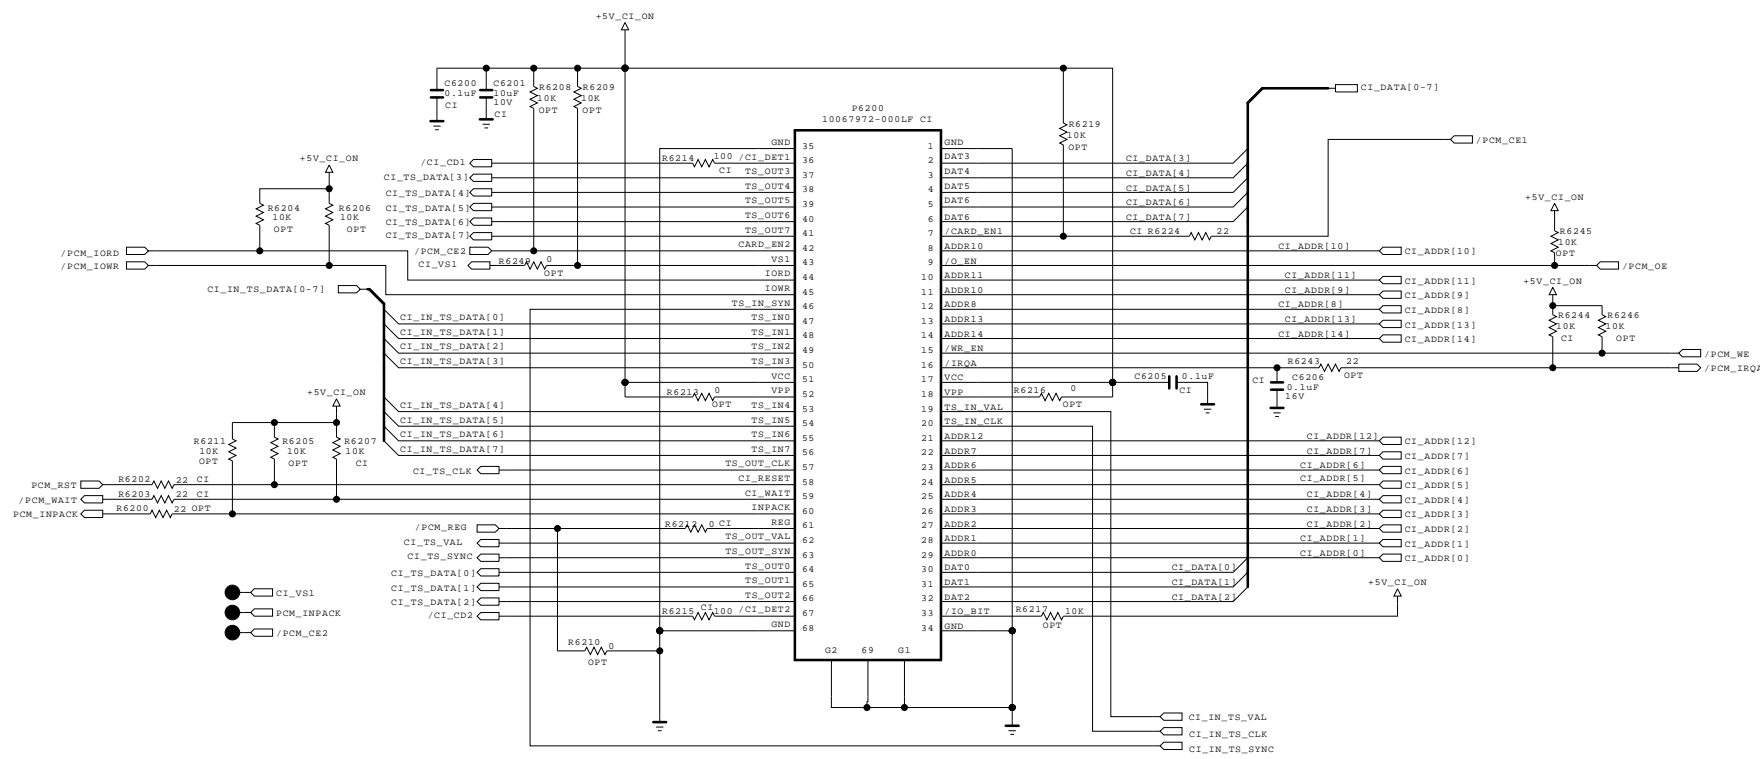 +5V_CI_ON
C6200
0.1uF
CI
C6201
10uF
10V
CI
R6208
10K
OPT
R6209
10K
OPT
P6200
10067972-000LF CI
R6219
10K
OPT
CI_DATA[0-7]
/PCM_CE1
+5V_CI_ON
R6204
10K
OPT
R6206
10K
OPT
/PCM_IORD
/PCM_IOWR
CI_IN_TS_DATA[0-7]
/CI_CD1
R6214
100
CI
CI_TS_DATA[3]
CI_TS_DATA[4]
CI_TS_DATA[5]
CI_TS_DATA[6]
CI_TS_DATA[7]
/PCM_CE2
CI_VS1
0
OPT
CI_IN_TS_DATA[0]
CI_IN_TS_DATA[1]
CI_IN_TS_DATA[2]
CI_IN_TS_DATA[3]
R6213
0
OPT
CI_IN_TS_DATA[4]
CI_IN_TS_DATA[5]
CI_IN_TS_DATA[6]
CI_IN_TS_DATA[7]
CI_TS_CLK
+5V_CI_ON
R6211
10K
OPT
R6205
10K
OPT
R6207
10K
CI
PCM_RST
R6202
22 CI
/PCM_WAIT
R6203
22 CI
PCM_INPACK
R6200
22 OPT
/PCM_REG
R6212
0 CI
CI_TS_VAL
CI_TS_SYNC
CI_TS_DATA[0]
CI_TS_DATA[1]
CI_TS_DATA[2]
/CI_CD2
R6215
CI
100
R6210
0
OPT
CI_VS1
PCM_INPACK
/PCM_CE2
GND 35
/CI_DET1 36
TS_OUT3 37
TS_OUT4 38
TS_OUT5 39
TS_OUT6 40
TS_OUT7 41
CARD_EN2 42
VS1 43
IORD 44
IOWR 45
TS_IN_SYN 46
TS_IN0 47
TS_IN1 48
TS_IN2 49
TS_IN3 50
VCC 51
VPP 52
TS_IN4 53
TS_IN5 54
TS_IN6 55
TS_IN7 56
TS_OUT_CLK 57
CI_RESET 58
CI_WAIT 59
INPACK 60
REG 61
TS_OUT_VAL 62
TS_OUT_SYN 63
TS_OUT0 64
TS_OUT1 65
TS_OUT2 66
/CI_DET2 67
GND 68
G2 69 G1
1 GND
2 DAT3
3 DAT4
4 DAT5
5 DAT6
6 DAT6
7 /CARD_EN1
8 ADDR10
9 /O_EN
10 ADDR11
11 ADDR10
12 ADDR8
13 ADDR13
14 ADDR14
15 /WR_EN
16 /IRQA
17 VCC
18 VPP
19 TS_IN_VAL
20 TS_IN_CLK
21 ADDR12
22 ADDR7
23 ADDR6
24 ADDR5
25 ADDR4
26 ADDR3
27 ADDR2
28 ADDR1
29 ADDR0
30 DAT0
31 DAT1
32 DAT2
33 /IO_BIT
34 GND
CI_DATA[3]
CI_DATA[4]
CI_DATA[5]
CI_DATA[6]
CI_DATA[7]
CI R6224 22
CI_ADDR[10] CI_ADDR[10]
+5V_CI_ON
R6245
10K
OPT
/PCM_OE
CI_ADDR[11] CI_ADDR[11]
CI_ADDR[9] CI_ADDR[9]
CI_ADDR[8] CI_ADDR[8]
CI_ADDR[13] CI_ADDR[13]
CI_ADDR[14] CI_ADDR[14]
+5V_CI_ON
R6244
10K
CI
R6246
10K
OPT
/PCM_WE
/PCM_IRQA
R6243 22
OPT
CI
C6206
0.1uF
16V
C6205
0.1uF
CI
R6216
0
OPT
CI_ADDR[12] CI_ADDR[12]
CI_ADDR[7] CI_ADDR[7]
CI_ADDR[6] CI_ADDR[6]
CI_ADDR[5] CI_ADDR[5]
CI_ADDR[4] CI_ADDR[4]
CI_ADDR[3] CI_ADDR[3]
CI_ADDR[2] CI_ADDR[2]
CI_ADDR[1] CI_ADDR[1]
CI_ADDR[0] CI_ADDR[0]
CI_DATA[0]
CI_DATA[1]
CI_DATA[2]
R6217
10K
OPT
+5V_CI_ON
CI_IN_TS_VAL
CI_IN_TS_CLK
CI_IN_TS_SYNC